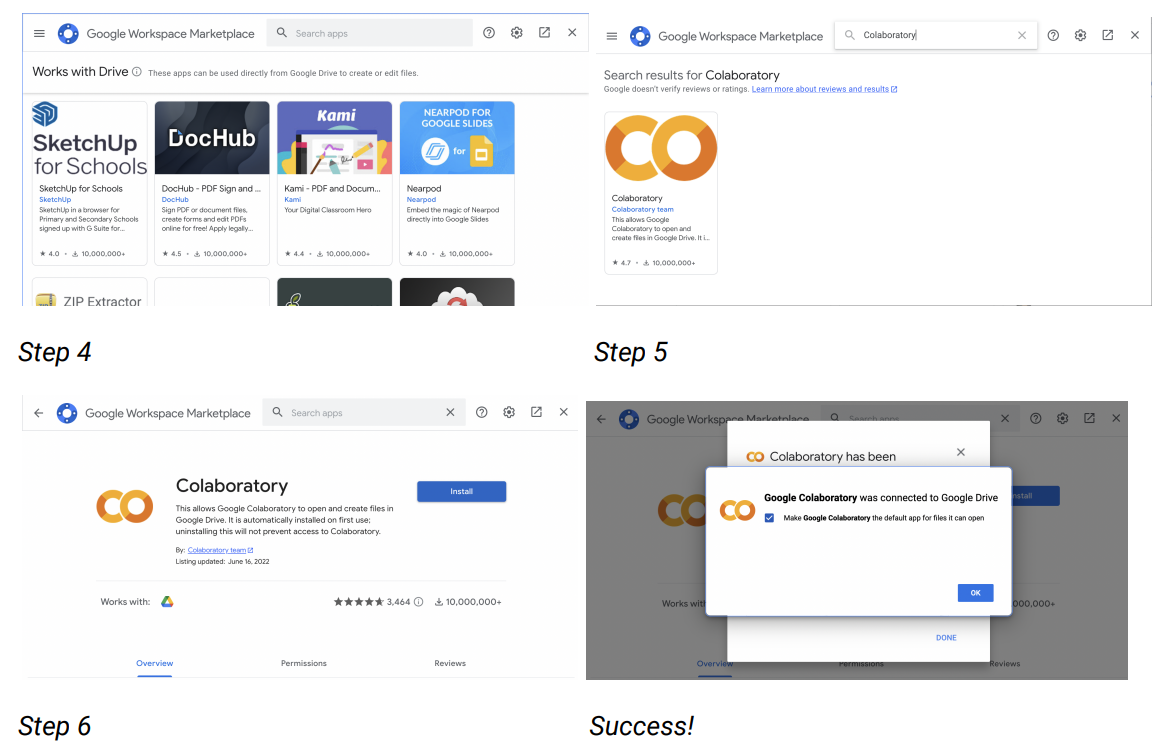 Google Workspace Marketplace
Search apps
Works with Drive
These apps can be used directly from Google Drive to create or edit files.
SketchUp
for Schools
SketchUp for Schools
SketchUp
SketchUp in a browser for
Primary and Secondary Schools
signed up with G Suite for...
★ 4.0 • 10,000,000+
DocHub
DocHub - PDF Sign and ...
DocHub
Sign PDF or document files,
create forms and edit PDFs
online for free! Apply legally...
★ 4.5 • 10,000,000+
Kami
Kami - PDF and Docum...
Kami
Your Digital Classroom Hero
★ 4.4 • 10,000,000+
NEARPOD FOR
GOOGLE SLIDES
for
Nearpod
Nearpod
Embed the magic of Nearpod
directly into Google Slides
★ 4.0 • 10,000,000+
ZIP Extractor
Step 4
Google Workspace Marketplace
Colaboratory
Search results for Colaboratory
Google doesn't verify reviews or ratings. Learn more about reviews and results
Colaboratory
Colaboratory team
This allows Google
Colaboratory to open and
create files in Google Drive. It i...
★ 4.7 • 10,000,000+
Step 5
Google Workspace Marketplace
Search apps
Colaboratory
Install
This allows Google Colaboratory to open and create files in
Google Drive. It is automatically installed on first use;
uninstalling this will not prevent access to Colaboratory.
By: Colaboratory team
Listing updated: June 16, 2022
Works with:
3,464
10,000,000+
Overview
Permissions
Reviews
Step 6
Google Workspace Marketplace
Search apps
Colaboratory has been
nstall
Google Colaboratory was connected to Google Drive
Make Google Colaboratory the default app for files it can open
OK
Works with
000,000+
DONE
Overview
Permissions
Reviews
Success!